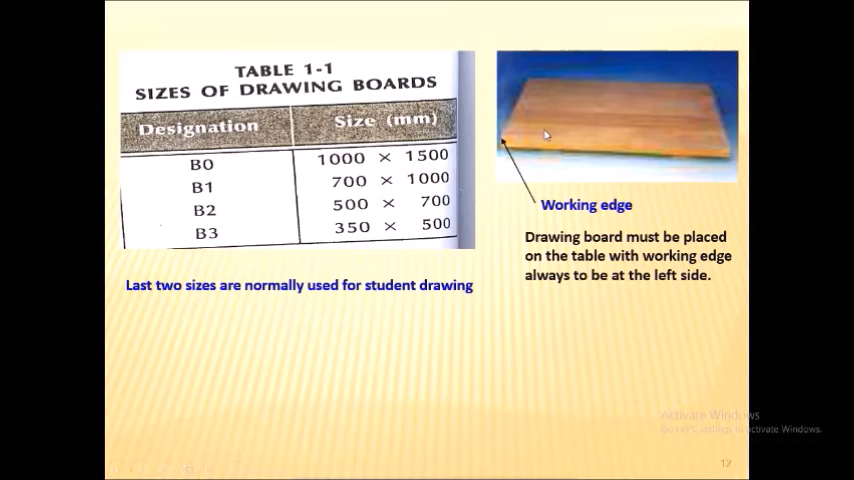 TABLE 1-1
SIZES OF DRAWING BOARDS
Designation Size (mm)
B0 1000 × 1500
B1 700 × 1000
B2 500 × 700
B3 350 × 500
Last two sizes are normally used for student drawing
Working edge
Drawing board must be placed
on the table with working edge
always to be at the left side.
Activate Windows
Go to PC settings to activate Windows.
12